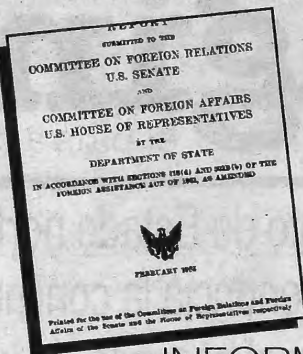 REPORT
SUBMITTED TO THE
COMMITTEE ON FOREIGN RELATIONS
U.S. SENATE
AND
COMMITTEE ON FOREIGN AFFAIRS
U.S. HOUSE OF REPRESENTATIVES
BY THE
DEPARTMENT OF STATE
IN ACCORDANCE WITH SECTIONS 116(d) AND 502B(b) OF THE
FOREIGN ASSISTANCE ACT OF 1961, AS AMENDED
FEBRUARY
Printed for the use of the Committees on Foreign Relations and Foreign
Affairs of the Senate and the House of Representatives respectively
INFORM